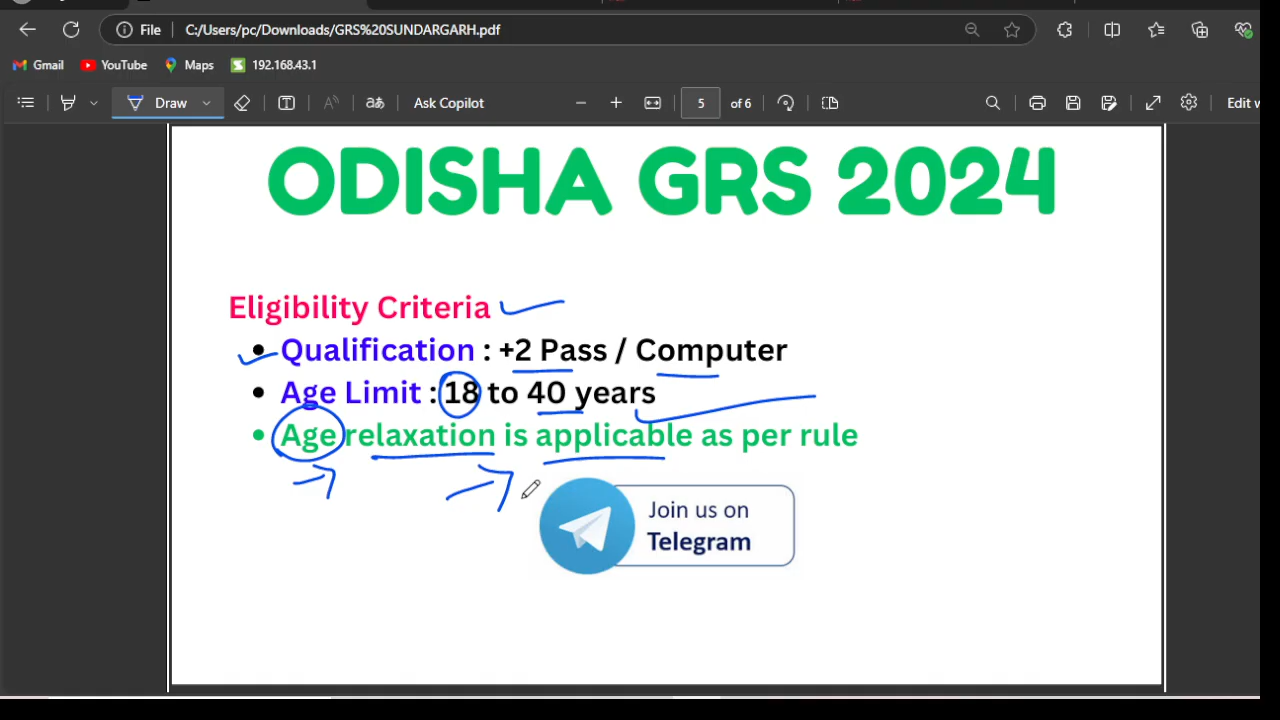 File C:/Users/pc/Downloads/GRS%20SUNDARGARH.pdf
Gmail YouTube Maps 192.168.43.1
Draw aあ Ask Copilot 5 of 6 Edit w
ODISHA GRS 2024
Eligibility Criteria
• Qualification : +2 Pass / Computer
• Age Limit : 18 to 40 years
• Age relaxation is applicable as per rule
Join us on
Telegram